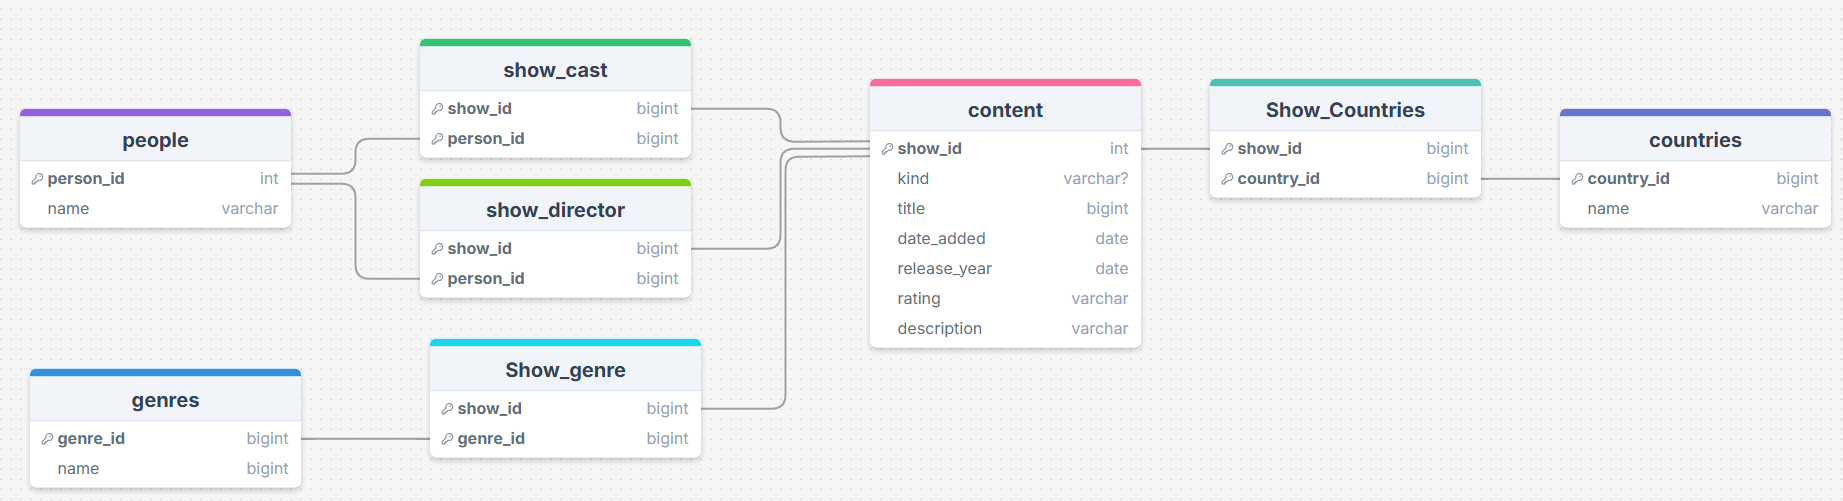 people
person_id int
name varchar
show_cast
show_id bigint
person_id bigint
show_director
show_id bigint
person_id bigint
genres
genre_id bigint
name bigint
Show_genre
show_id bigint
genre_id bigint
content
show_id int
kind varchar?
title bigint
date_added date
release_year date
rating varchar
description varchar
Show_Countries
show_id bigint
country_id bigint
countries
country_id bigint
name varchar